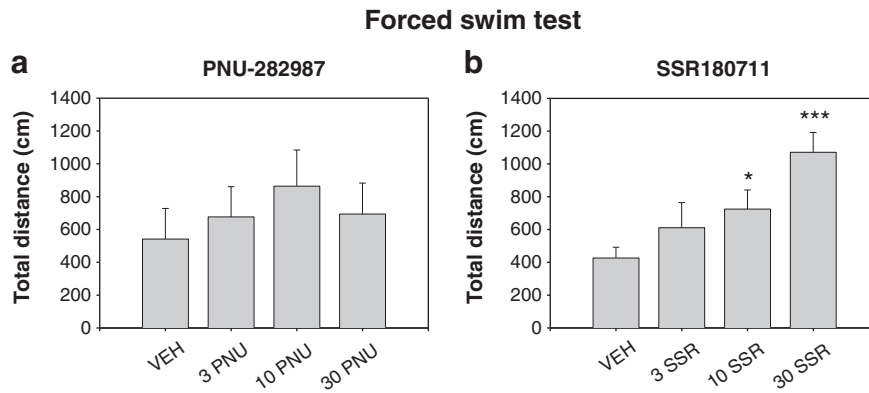 Forced swim test
a
PNU-282987
Total distance (cm)
1400
1200
1000
800
600
400
200
0
VEH
3 PNU
10 PNU
30 PNU
b
SSR180711
Total distance (cm)
1400
1200
1000
800
600
400
200
0
*
***
VEH
3 SSR
10 SSR
30 SSR